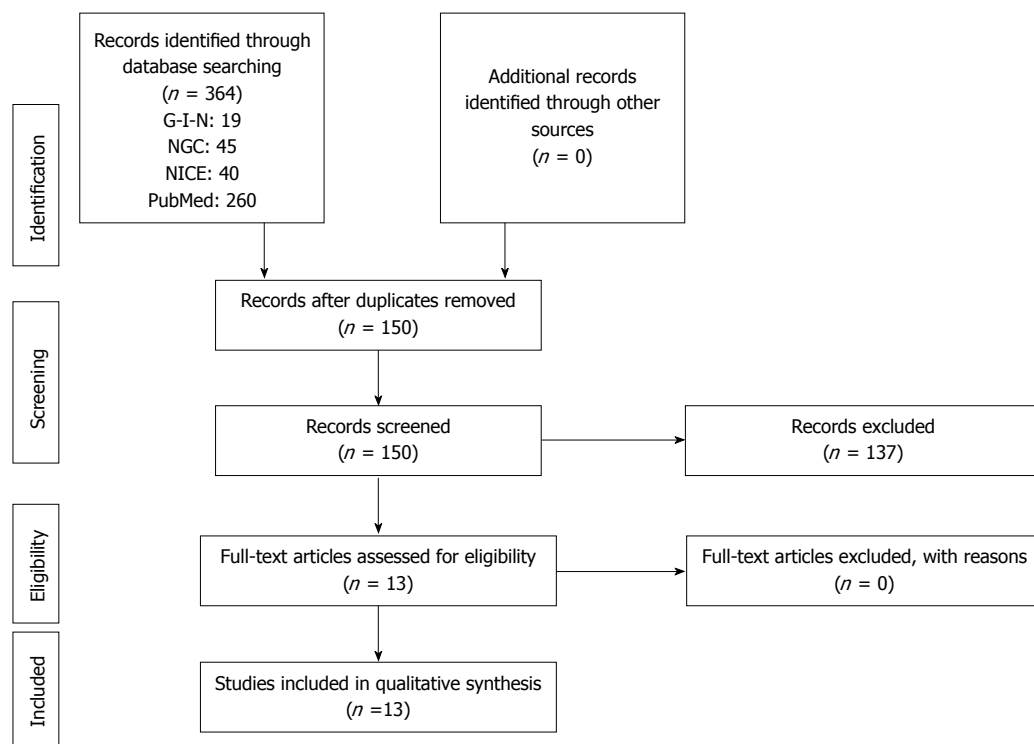 Records identified through
database searching
(n = 364)
G-I-N: 19
NGC: 45
NICE: 40
PubMed: 260
Additional records
identified through other
sources
(n = 0)
Identification
Records after duplicates removed
(n = 150)
Screening
Records screened
(n = 150)
Records excluded
(n = 137)
Eligibility
Full-text articles assessed for eligibility
(n = 13)
Full-text articles excluded, with reasons
(n = 0)
Included
Studies included in qualitative synthesis
(n =13)